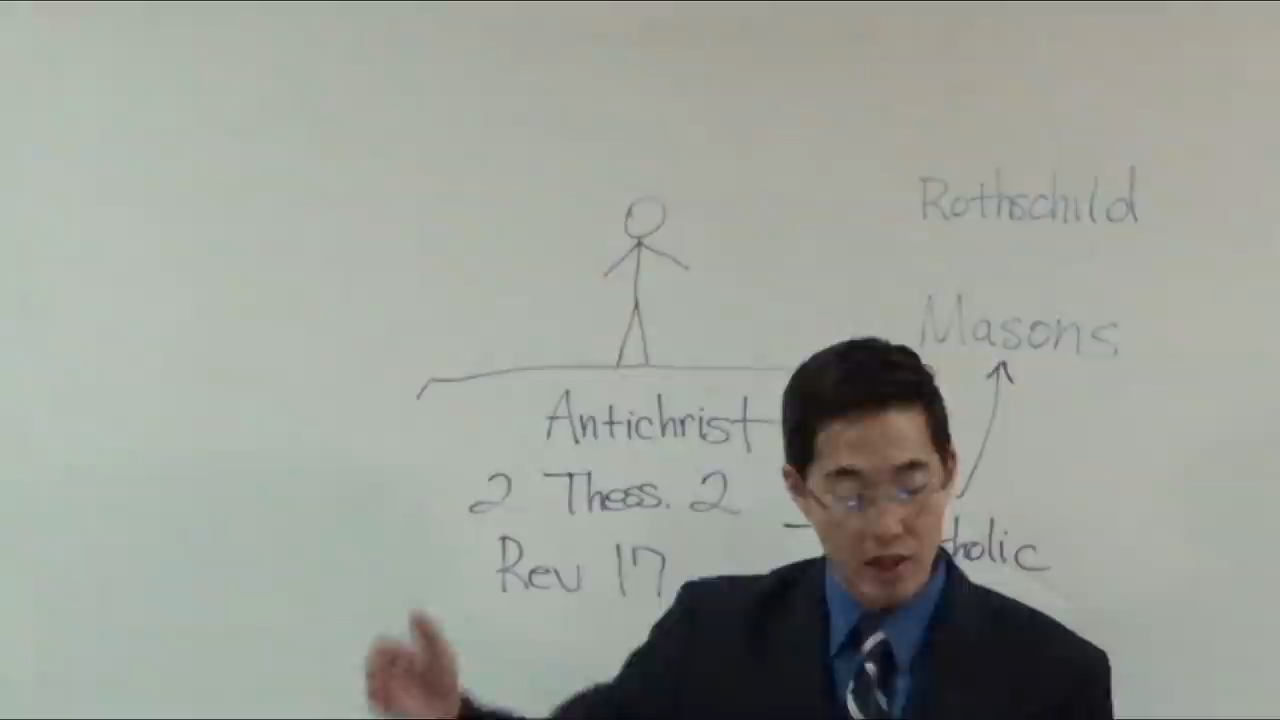 Rothschild
Masons
Antichrist
2 Thess. 2
Rev 17